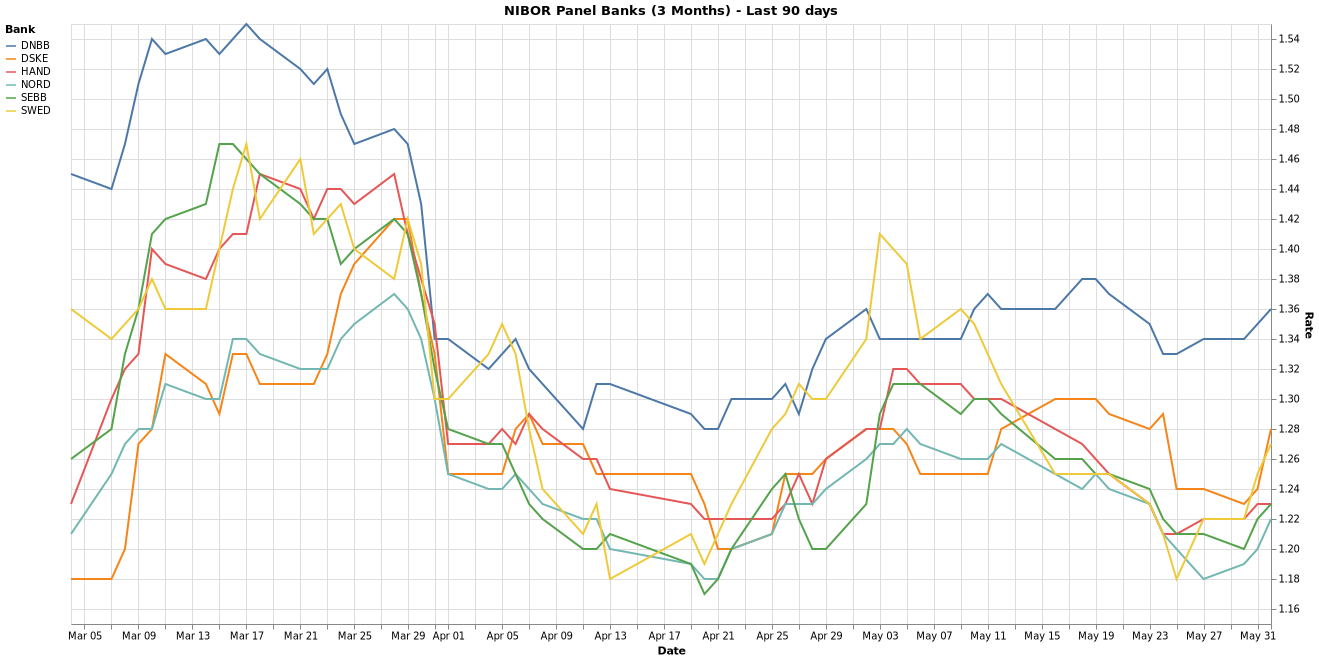 NIBOR Panel Banks (3 Months) - Last 90 days
Bank
DNBB
DSKE
HAND
NORD
SEBB
SWED
1.54
1.52
1.50
1.48
1.46
1.44
1.42
1.40
1.38
1.36
1.34
1.32
1.30
1.28
1.26
1.24
1.22
1.20
1.18
1.16
Rate
Mar 05 Mar 09 Mar 13 Mar 17 Mar 21 Mar 25 Mar 29 Apr 01 Apr 05 Apr 09 Apr 13 Apr 17 Apr 21 Apr 25 Apr 29 May 03 May 07 May 11 May 15 May 19 May 23 May 27 May 31
Date